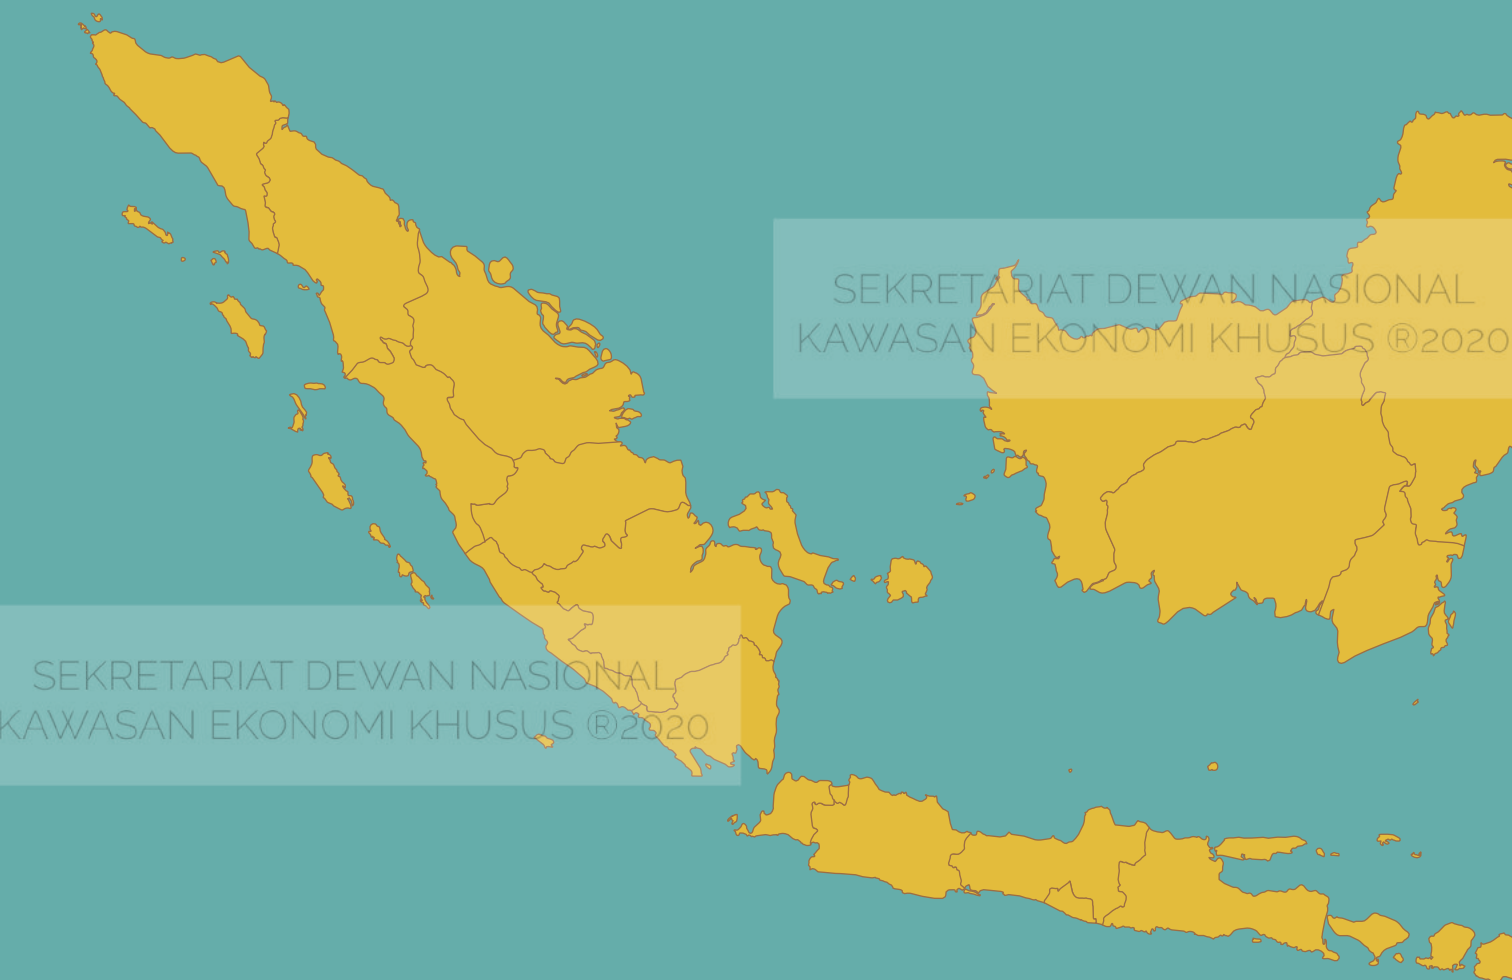 SEKRETARIAT DEWAN NASIONAL
KAWASAN EKONOMI KHUSUS ®2020
SEKRETARIAT DEWAN NASIONAL
KAWASAN EKONOMI KHUSUS ®2020